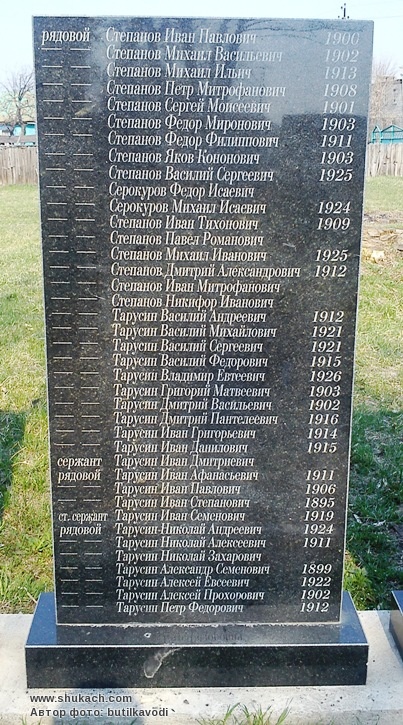 рядовой Степанов Иван Павлович 1900
— — Степанов Михаил Васильевич 1902
— — Степанов Михаил Ильич 1913
— — Степанов Петр Митрофанович 1908
— — Степанов Сергей Моисеевич 1901
— — Степанов Федор Миронович 1903
— — Степанов Федор Филиппович 1911
— — Степанов Яков Кононович 1903
— — Степанов Василий Сергеевич 1925
— — Серокуров Федор Исаевич
— — Серокуров Михаил Исаевич 1924
— — Степанов Иван Тихонович 1909
— — Степанов Павел Романович
— — Степанов Михаил Иванович 1925
— — Степанов Дмитрий Александрович 1912
— — Степанов Иван Митрофанович
— — Степанов Никифор Иванович
— — Тарусин Василий Андреевич 1912
— — Тарусин Василий Михайлович 1921
— — Тарусин Василий Сергеевич 1921
— — Тарусин Василий Федорович 1915
— — Тарусин Владимир Евтеевич 1926
— — Тарусин Григорий Матвеевич 1903
— — Тарусин Дмитрий Васильевич 1902
— — Тарусин Дмитрий Пантелеевич 1916
— — Тарусин Иван Григорьевич 1914
— — Тарусин Иван Данилович 1915
сержант Тарусин Иван Дмитриевич
рядовой Тарусин Иван Афанасьевич 1911
— — Тарусин Иван Павлович 1906
— — Тарусин Иван Степанович 1895
ст. сержант Тарусин Иван Семенович 1919
рядовой Тарусин Николай Андреевич 1924
— — Тарусин Николай Алексеевич 1911
— — Тарусин Николай Захарович
— — Тарусин Александр Семенович 1899
— — Тарусин Алексей Евсеевич 1922
— — Тарусин Алексей Прохорович 1902
— — Тарусин Петр Федорович 1912
www.shukach.com
Автор фото: butilkavodi